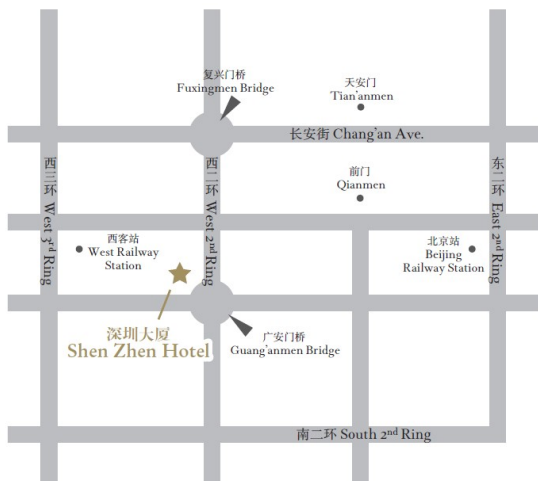 复兴门桥
Fuxingmen Bridge
天安门
Tian'anmen
长安街 Chang'an Ave.
西三环 West 3rd Ring
西二环 West 2nd Ring
前门
Qianmen
东二环 East 2nd Ring
西客站
West Railway
Station
北京站
Beijing
Railway Station
深圳大厦
Shen Zhen Hotel
广安门桥
Guang'anmen Bridge
南二环 South 2nd Ring